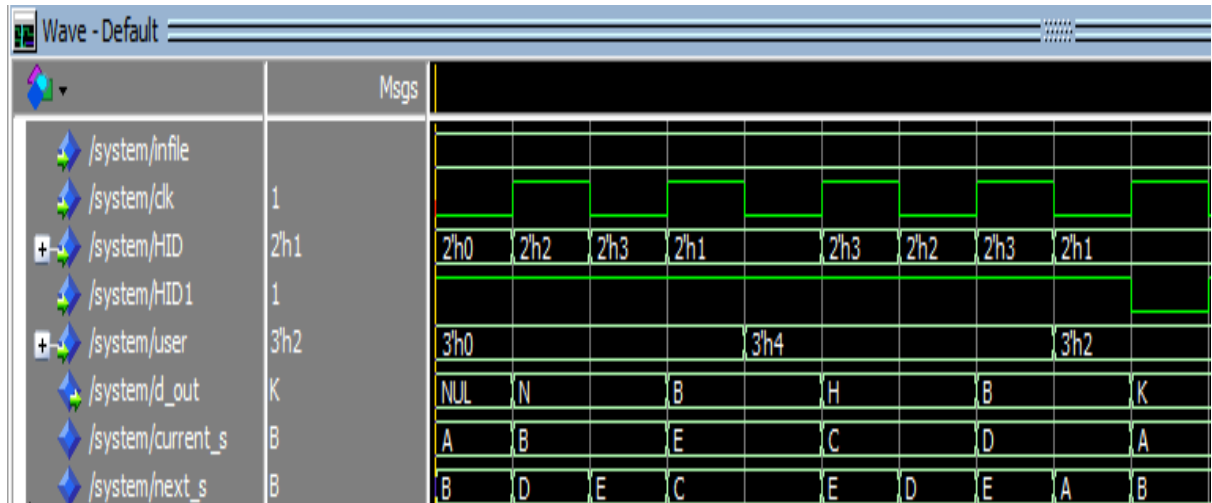 Wave - Default
Msgs
/system/infile
/system/clk 1
/system/HID 2'h1 2'h0 2'h2 2'h3 2'h1 2'h3 2'h2 2'h3 2'h1
/system/HID1 1
/system/user 3'h2 3'h0 3'h4 3'h2
/system/d_out K NUL N B H B K
/system/current_s B A B E C D A
/system/next_s B B D E C E D E A B